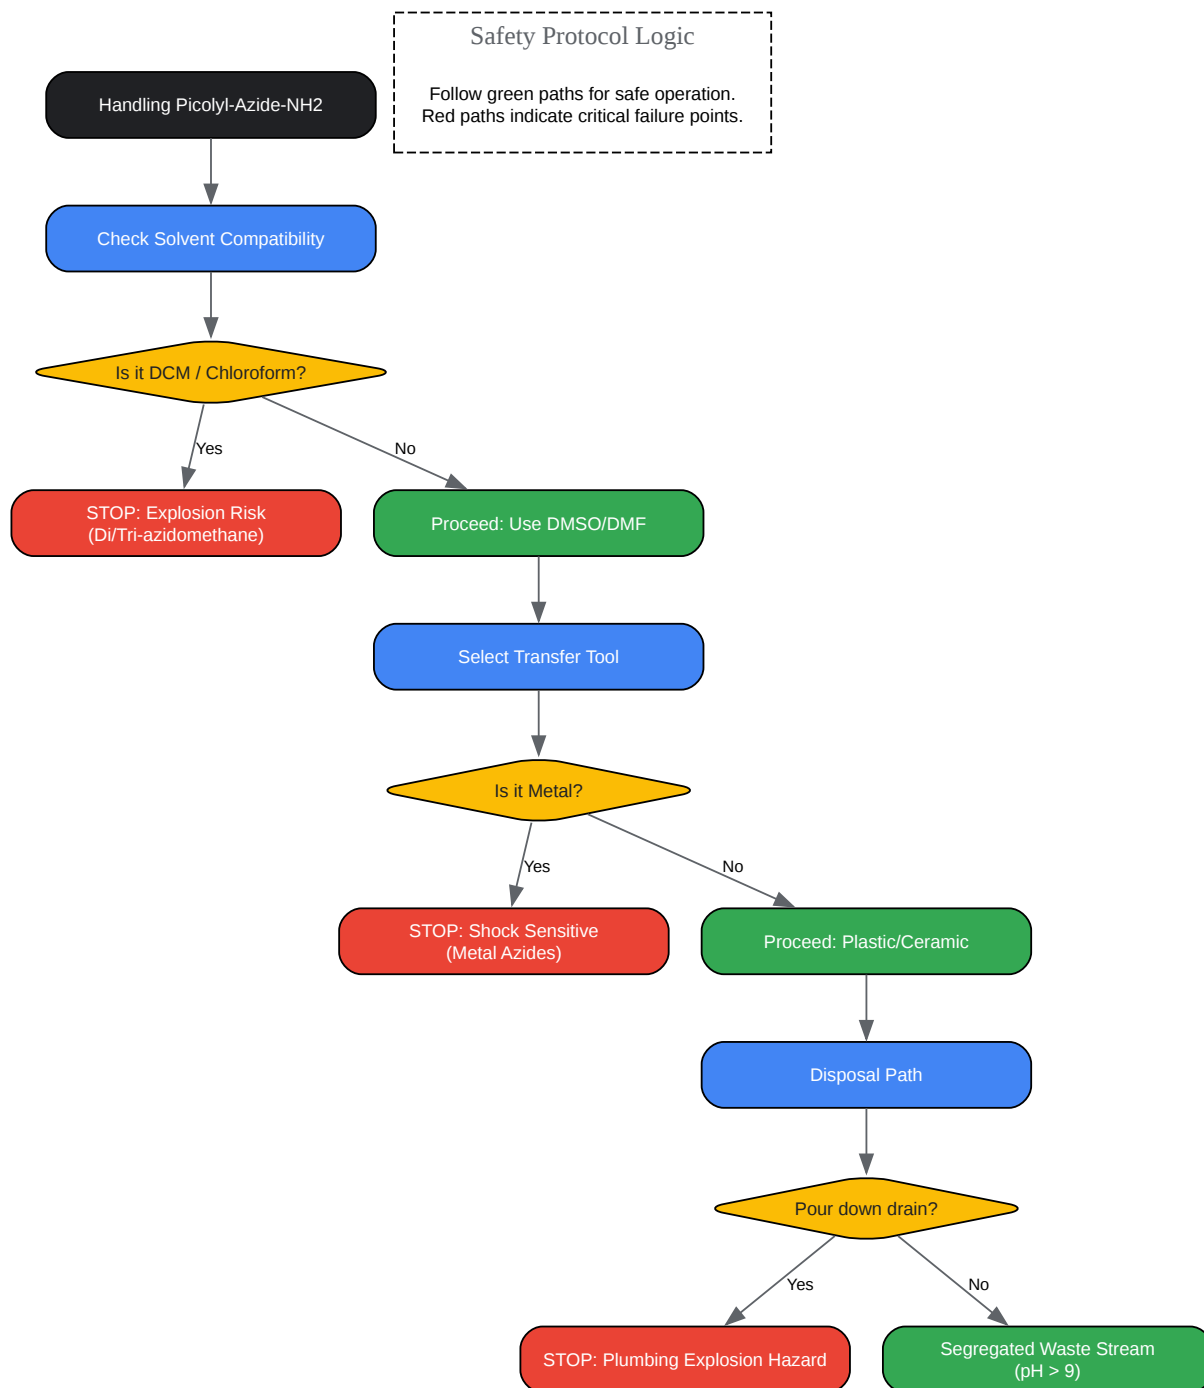 Safety Protocol Logic
Follow green paths for safe operation.
Red paths indicate critical failure points.
Handling Picolyl-Azide-NH2
Check Solvent Compatibility
Is it DCM / Chloroform?
Yes
No
STOP: Explosion Risk
(Di/Tri-azidomethane)
Proceed: Use DMSO/DMF
Select Transfer Tool
Is it Metal?
Yes
No
STOP: Shock Sensitive
(Metal Azides)
Proceed: Plastic/Ceramic
Disposal Path
Pour down drain?
Yes
No
STOP: Plumbing Explosion Hazard
Segregated Waste Stream
(pH > 9)